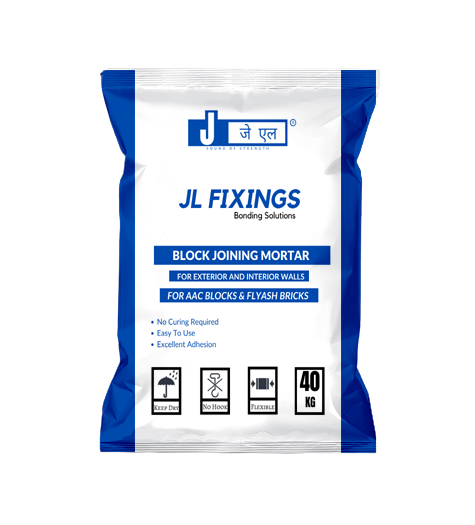 J जे एल ®
SOUND OF STRENGTH
JL FIXINGS
Bonding Solutions
BLOCK JOINING MORTAR
FOR EXTERIOR AND INTERIOR WALLS
FOR AAC BLOCKS & FLYASH BRICKS
• No Curing Required
• Easy To Use
• Excellent Adhesion
KEEP DRY
NO HOOK
FLEXIBLE
40
KG